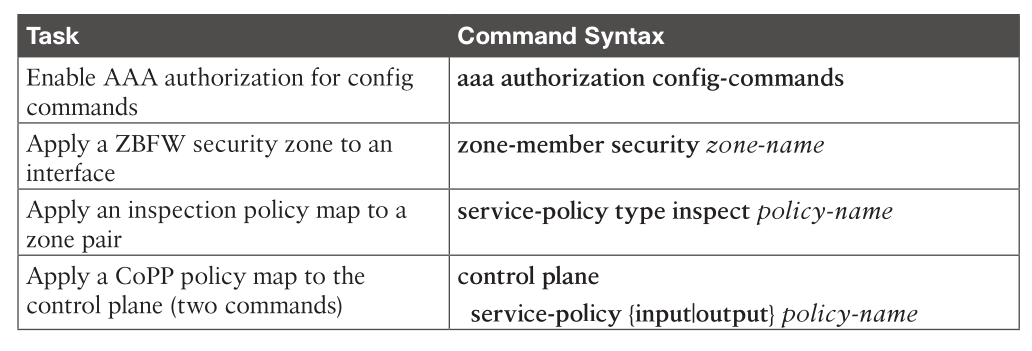 Task
Command Syntax
Enable AAA authorization for config
commands
aaa authorization config-commands
Apply a ZBFW security zone to an
interface
zone-member security zone-name
Apply an inspection policy map to a
zone pair
service-policy type inspect policy-name
Apply a CoPP policy map to the
control plane (two commands)
control plane
service-policy {input|output} policy-name